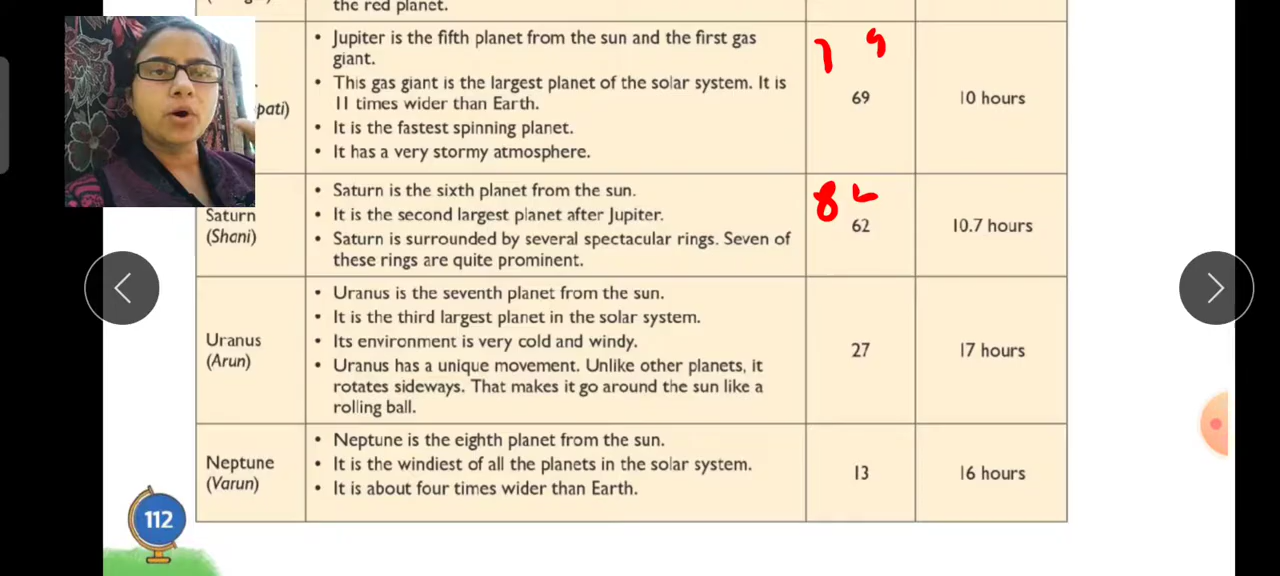 the red planet.
• Jupiter is the fifth planet from the sun and the first gas
giant.
• This gas giant is the largest planet of the solar system. It is
11 times wider than Earth.
• It is the fastest spinning planet.
• It has a very stormy atmosphere.
pati)
69
10 hours
Saturn
(Shani)
• Saturn is the sixth planet from the sun.
• It is the second largest planet after Jupiter.
• Saturn is surrounded by several spectacular rings. Seven of
these rings are quite prominent.
8
62
10.7 hours
Uranus
(Arun)
• Uranus is the seventh planet from the sun.
• It is the third largest planet in the solar system.
• Its environment is very cold and windy.
• Uranus has a unique movement. Unlike other planets, it
rotates sideways. That makes it go around the sun like a
rolling ball.
27
17 hours
Neptune
(Varun)
• Neptune is the eighth planet from the sun.
• It is the windiest of all the planets in the solar system.
• It is about four times wider than Earth.
13
16 hours
112